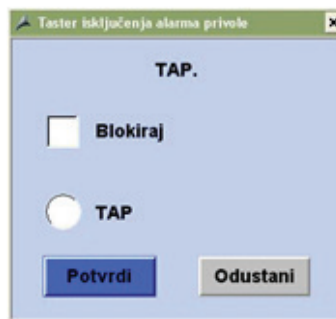 Taster isključenja alarma privole
TAP.
Blokiraj
TAP
Potvrdi
Odustani